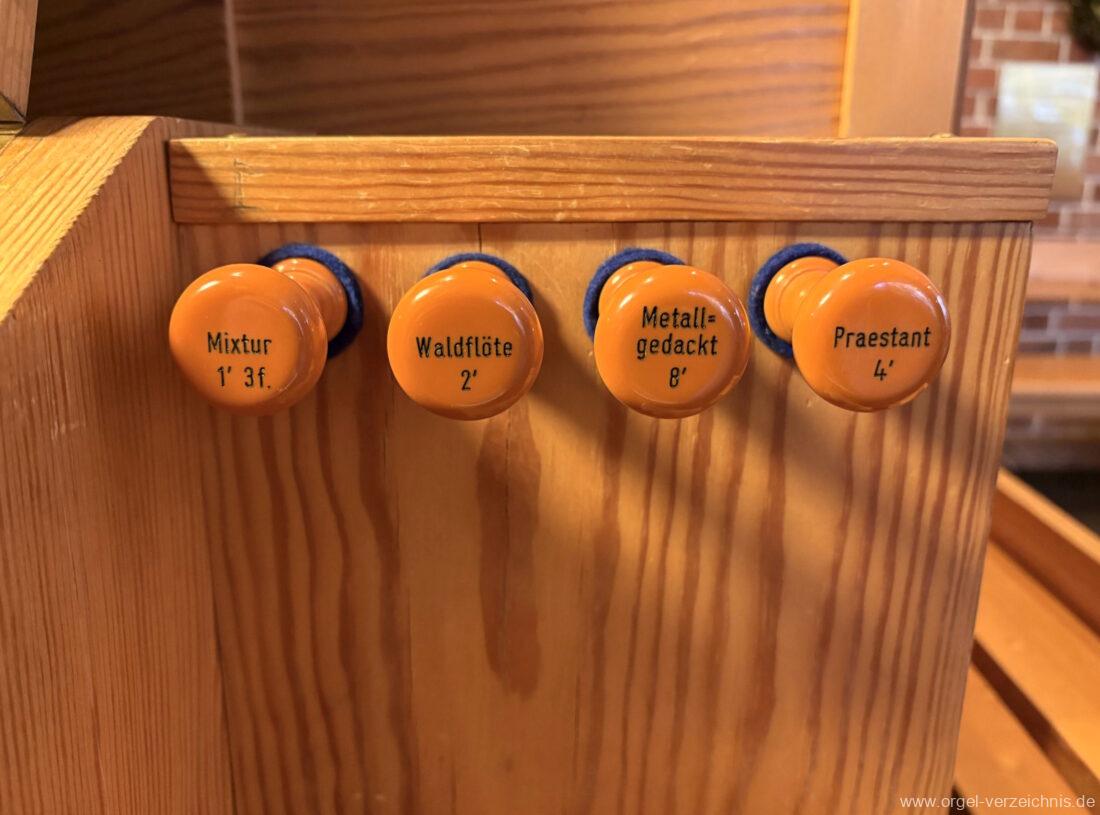 Mixtur
1' 3f.
Waldflöte
2'
Metall=
gedackt
8'
Praestant
4'
www.orgel-verzeichnis.de